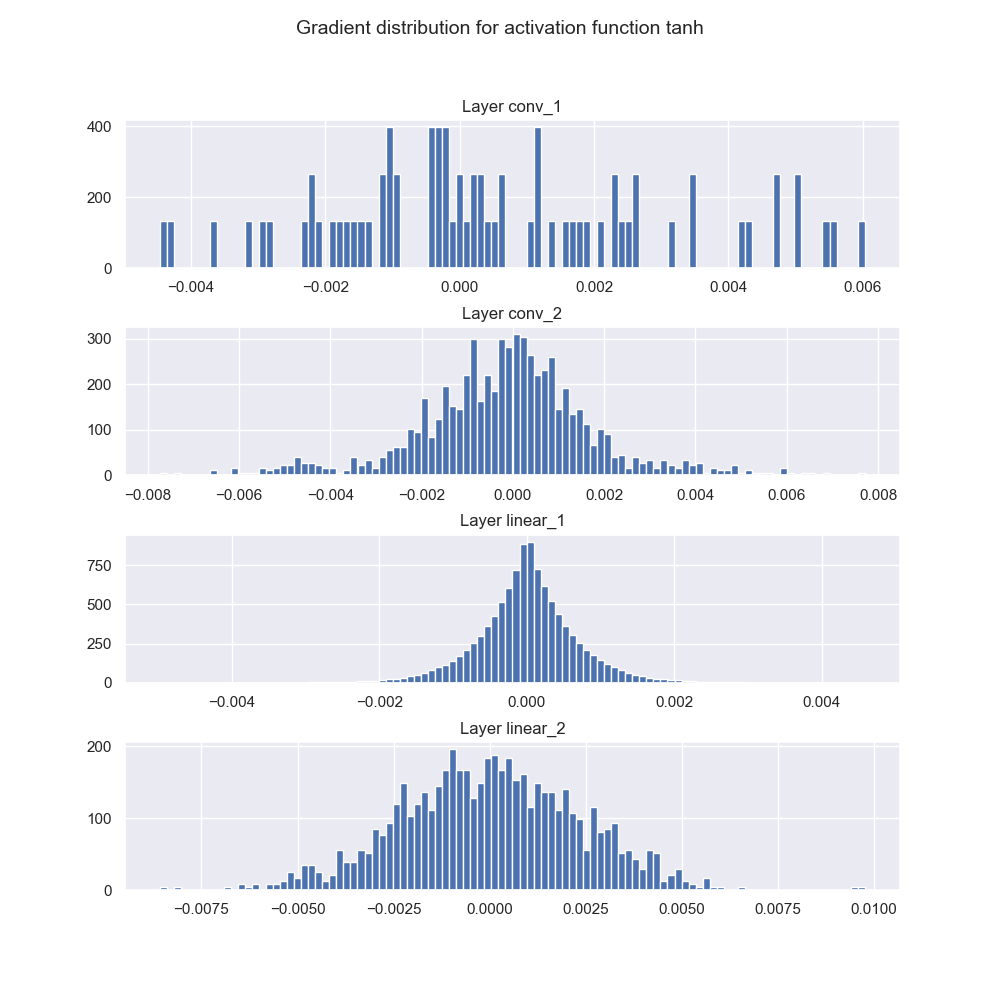 Gradient distribution for activation function tanh
Layer conv_1
400
200
0
−0.004 −0.002 0.000 0.002 0.004 0.006
Layer conv_2
300
200
100
0
−0.008 −0.006 −0.004 −0.002 0.000 0.002 0.004 0.006 0.008
Layer linear_1
750
500
250
0
−0.004 −0.002 0.000 0.002 0.004
Layer linear_2
200
100
0
−0.0075 −0.0050 −0.0025 0.0000 0.0025 0.0050 0.0075 0.0100